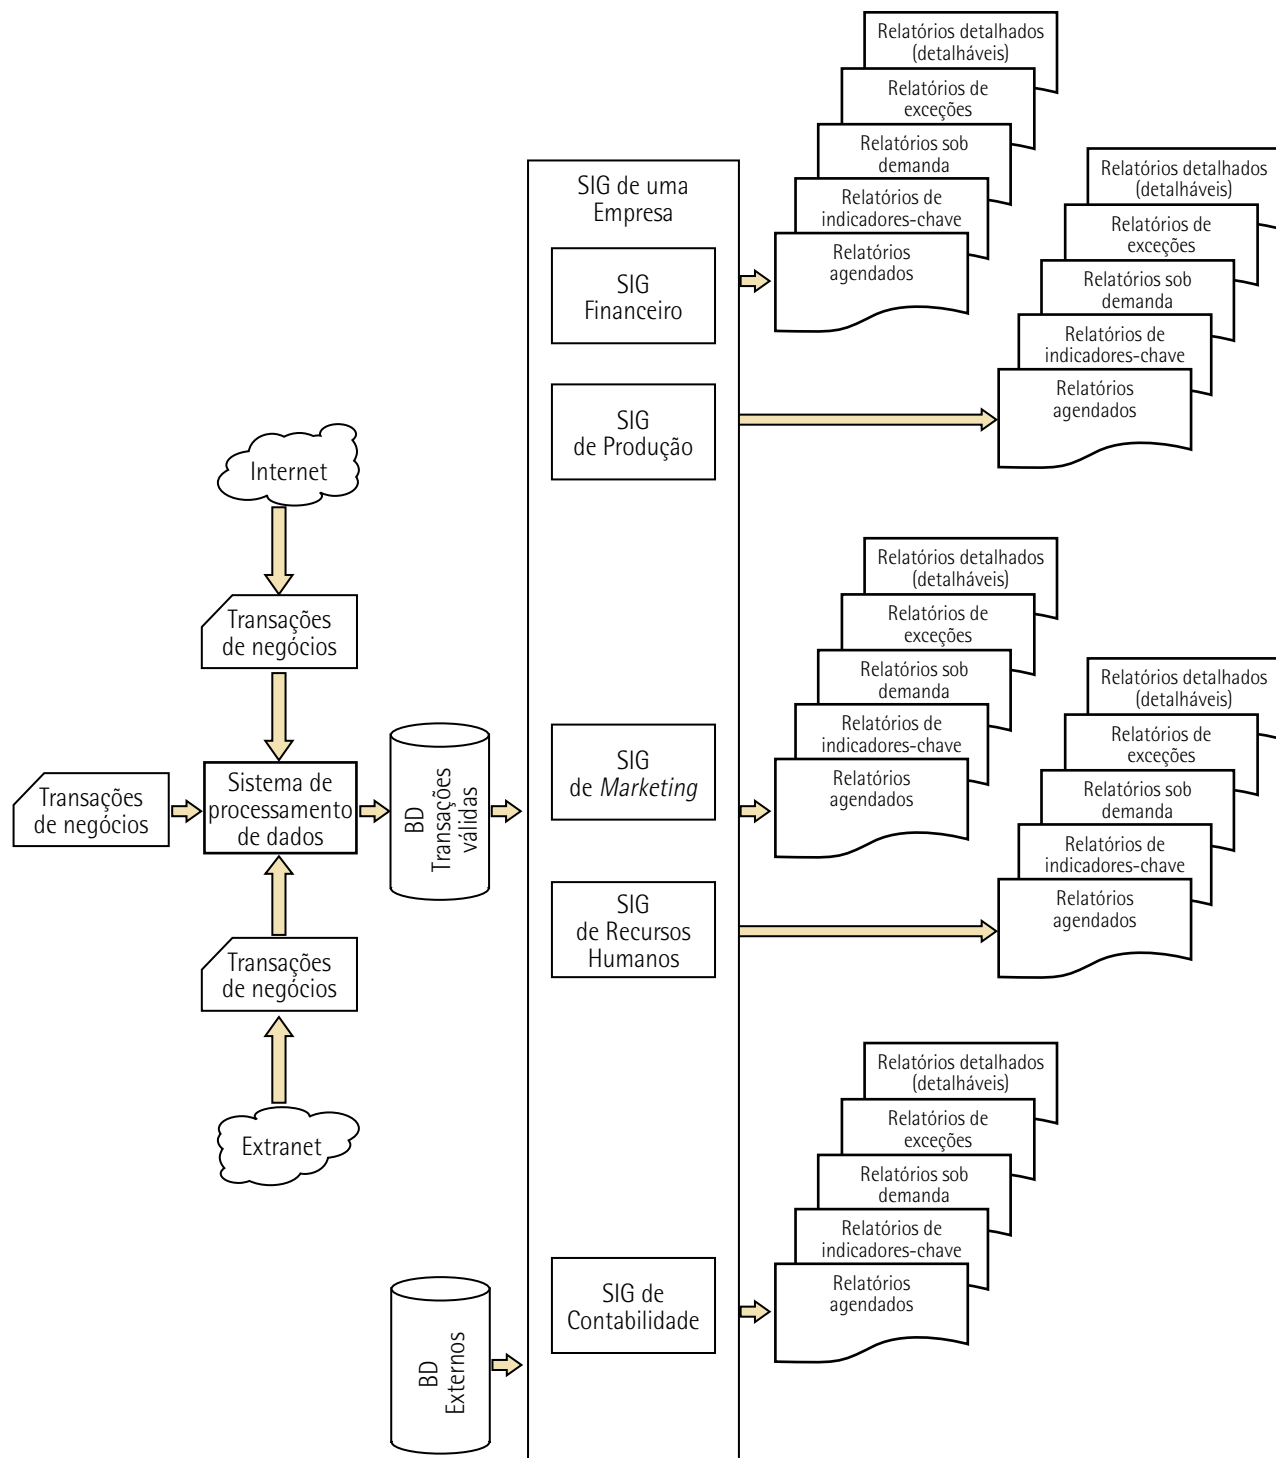 Relatórios detalhados
(detalháveis)
Relatórios de
exceções
Relatórios sob
demanda
Relatórios de
indicadores-chave
Relatórios
agendados
Relatórios detalhados
(detalháveis)
Relatórios de
exceções
Relatórios sob
demanda
Relatórios de
indicadores-chave
Relatórios
agendados
SIG de uma
Empresa
SIG
Financeiro
SIG
de Produção
Internet
Transações
de negócios
Transações
de negócios
Sistema de
processamento
de dados
BD
Transações
válidas
Transações
de negócios
Extranet
SIG
de Marketing
SIG
de Recursos
Humanos
Relatórios detalhados
(detalháveis)
Relatórios de
exceções
Relatórios sob
demanda
Relatórios de
indicadores-chave
Relatórios
agendados
Relatórios detalhados
(detalháveis)
Relatórios de
exceções
Relatórios sob
demanda
Relatórios de
indicadores-chave
Relatórios
agendados
BD
Externos
SIG de
Contabilidade
Relatórios detalhados
(detalháveis)
Relatórios de
exceções
Relatórios sob
demanda
Relatórios de
indicadores-chave
Relatórios
agendados